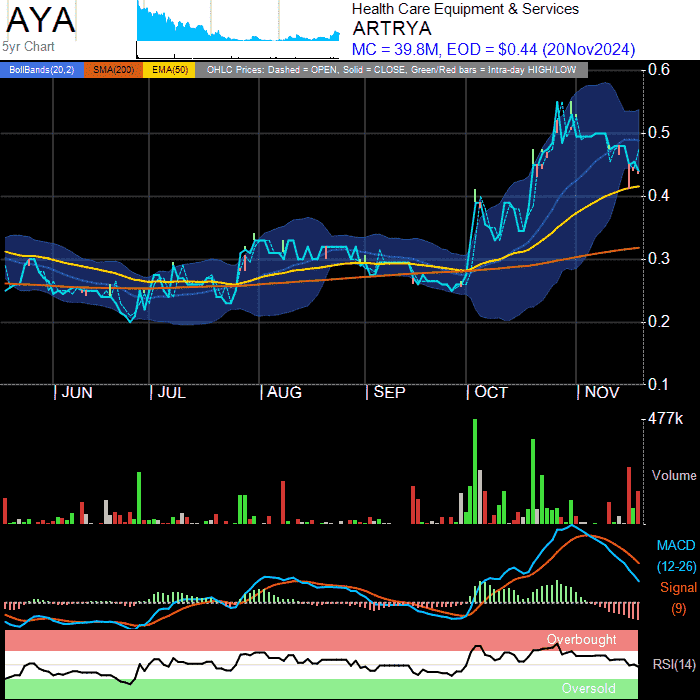 AYA
5yr Chart
Health Care Equipment & Services
ARTRYA
MC = 39.8M, EOD = $0.44 (20Nov2024)
BollBands(20,2) SMA(200) EMA(50) OHLC Prices: Dashed = OPEN, Solid = CLOSE, Green/Red bars = Intra-day HIGH/LOW
0.6
0.5
0.4
0.3
0.2
0.1
JUN JUL AUG SEP OCT NOV
477k
Volume
MACD
(12-26)
Signal
(9)
Overbought
RSI(14)
Oversold